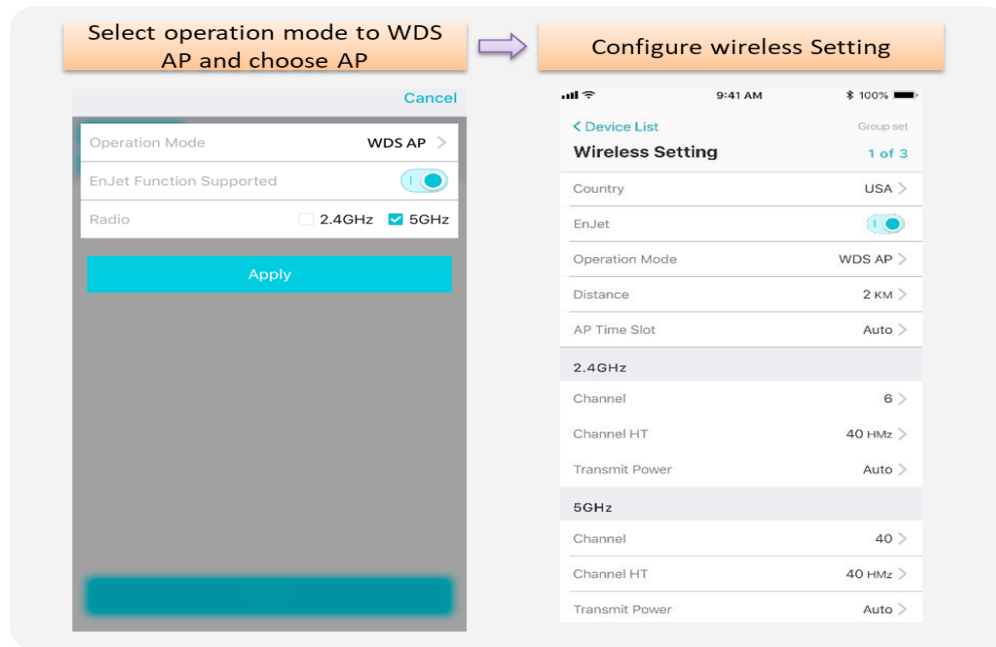 Select operation mode to WDS
AP and choose AP
Configure wireless Setting
Cancel
Operation Mode WDS AP >
EnJet Function Supported
Radio 2.4GHz 5GHz
Apply
9:41 AM 100%
< Device List Group set
Wireless Setting 1 of 3
Country USA >
EnJet
Operation Mode WDS AP >
Distance 2 KM >
AP Time Slot Auto >
2.4GHz
Channel 6 >
Channel HT 40 HMz >
Transmit Power Auto >
5GHz
Channel 40 >
Channel HT 40 HMz >
Transmit Power Auto >